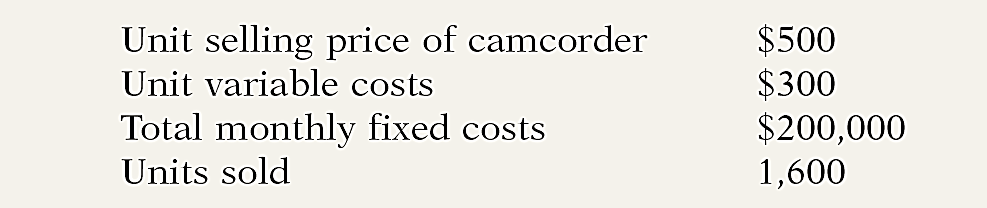 Unit selling price of camcorder $500
Unit variable costs $300
Total monthly fixed costs $200,000
Units sold 1,600